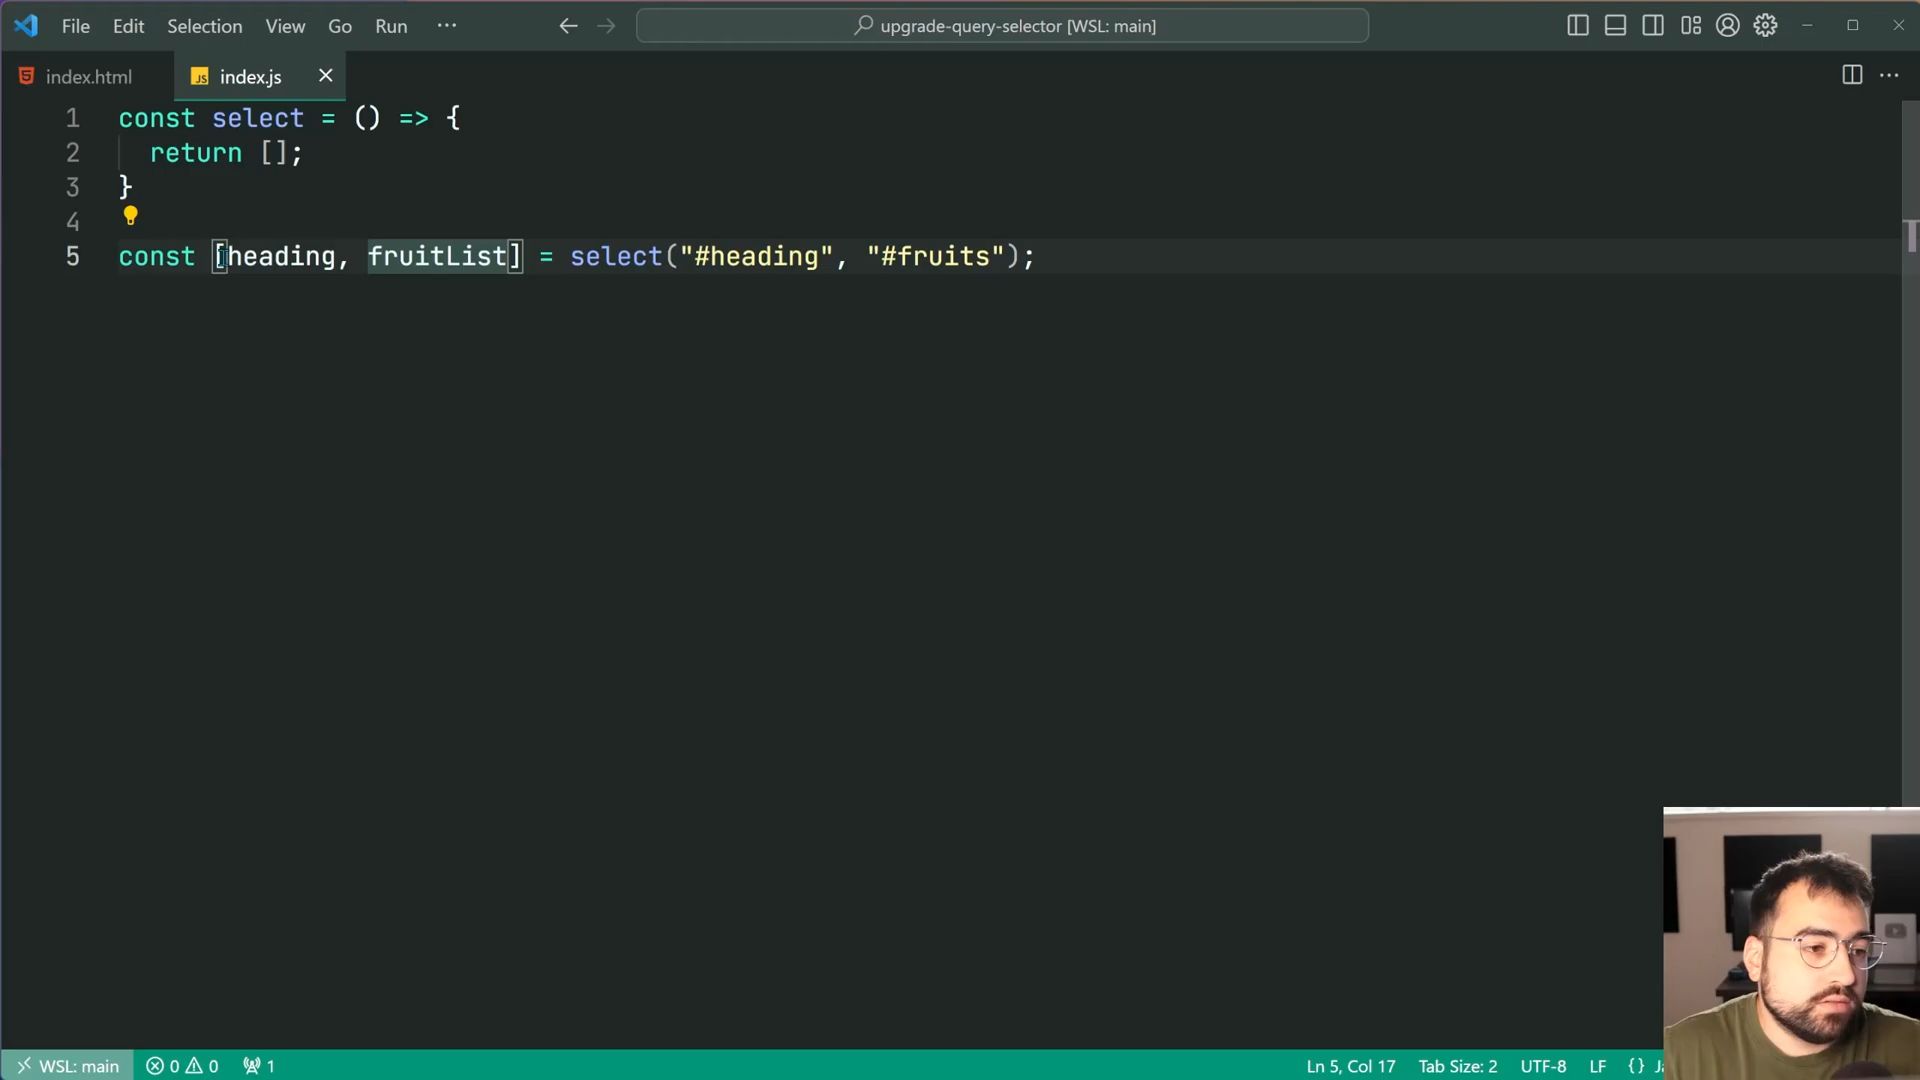 File Edit Selection View Go Run ··· upgrade-query-selector [WSL: main]
index.html JS index.js
1 const select = () => {
2 return [];
3 }
4
5 const [heading, fruitList] = select("#heading", "#fruits");
WSL: main 0 0 1 Ln 5, Col 17 Tab Size: 2 UTF-8 LF {}